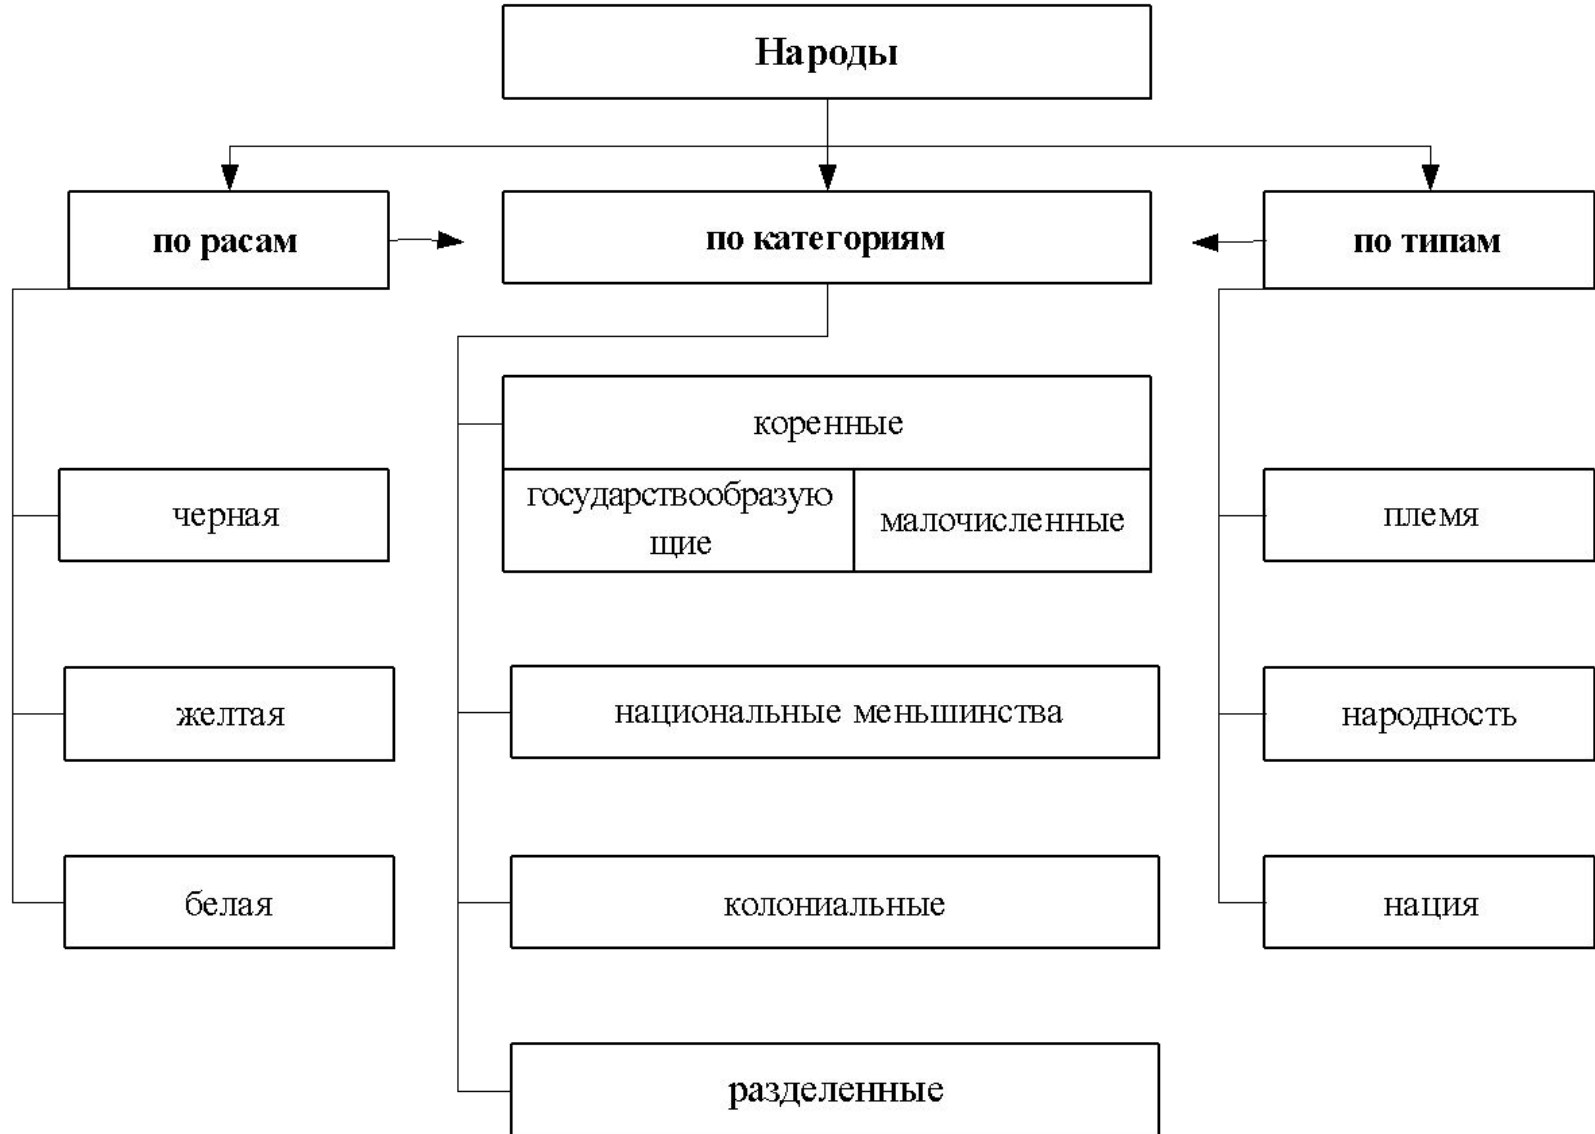 Народы
по расам
по категориям
по типам
коренные
государствообразую
щие
малочисленные
черная
племя
желтая
национальные меньшинства
народность
белая
колониальные
нация
разделенные